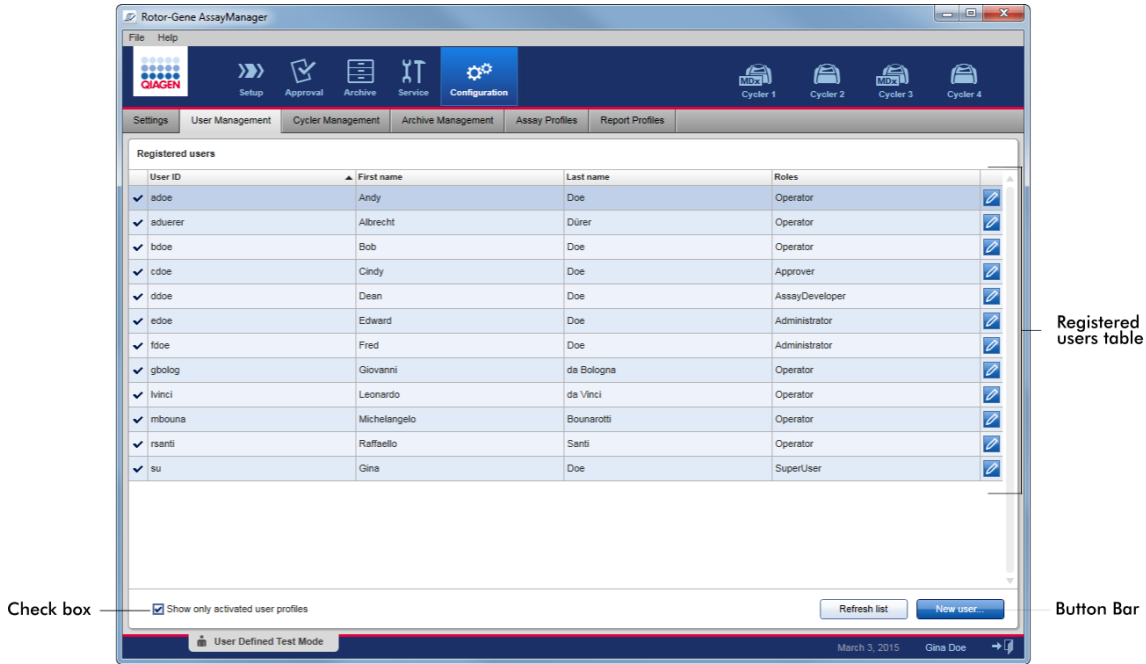 Rotor-Gene AssayManager
File Help
QIAGEN
Setup Approval Archive Service Configuration MDx Cycler 1 Cycler 2 MDx Cycler 3 Cycler 4
Settings User Management Cycler Management Archive Management Assay Profiles Report Profiles
Registered users
User ID First name Last name Roles
adoe Andy Doe Operator
aduerer Albrecht Dürer Operator
bdoe Bob Doe Operator
cdoe Cindy Doe Approver
ddoe Dean Doe AssayDeveloper
edoe Edward Doe Administrator
fdoe Fred Doe Administrator
gbolog Giovanni da Bologna Operator
lvinci Leonardo da Vinci Operator
mbouna Michelangelo Bounarotti Operator
rsanti Raffaello Santi Operator
su Gina Doe SuperUser
Registered
users table
Check box
Show only activated user profiles Refresh list New user...
Button Bar
User Defined Test Mode March 3, 2015 Gina Doe